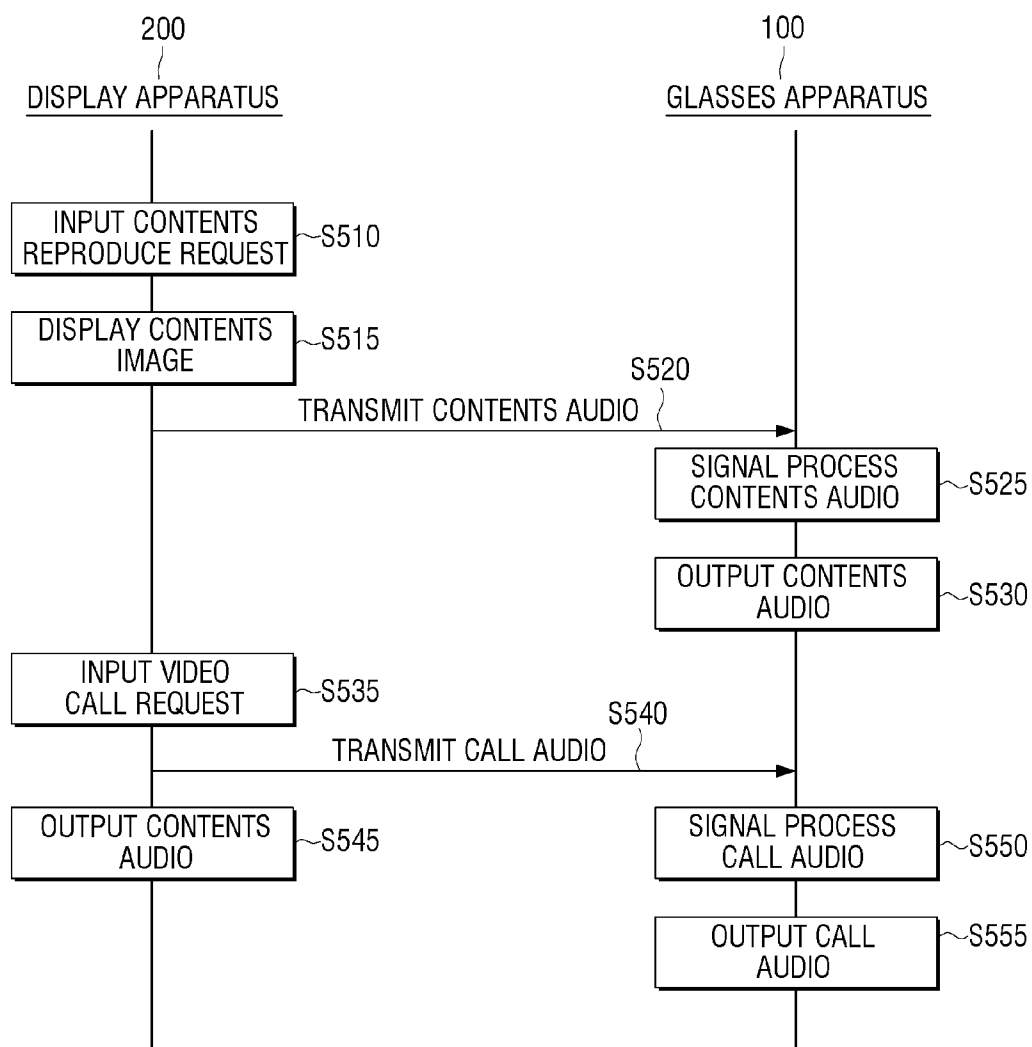 200
100
DISPLAY APPARATUS
GLASSES APPARATUS
INPUT CONTENTS
REPRODUCE REQUEST
S510
DISPLAY CONTENTS
IMAGE
S515
S520
TRANSMIT CONTENTS AUDIO
SIGNAL PROCESS
CONTENTS AUDIO
S525
OUTPUT CONTENTS
AUDIO
S530
INPUT VIDEO
CALL REQUEST
S535
S540
TRANSMIT CALL AUDIO
OUTPUT CONTENTS
AUDIO
S545
SIGNAL PROCESS
CALL AUDIO
S550
OUTPUT CALL
AUDIO
S555